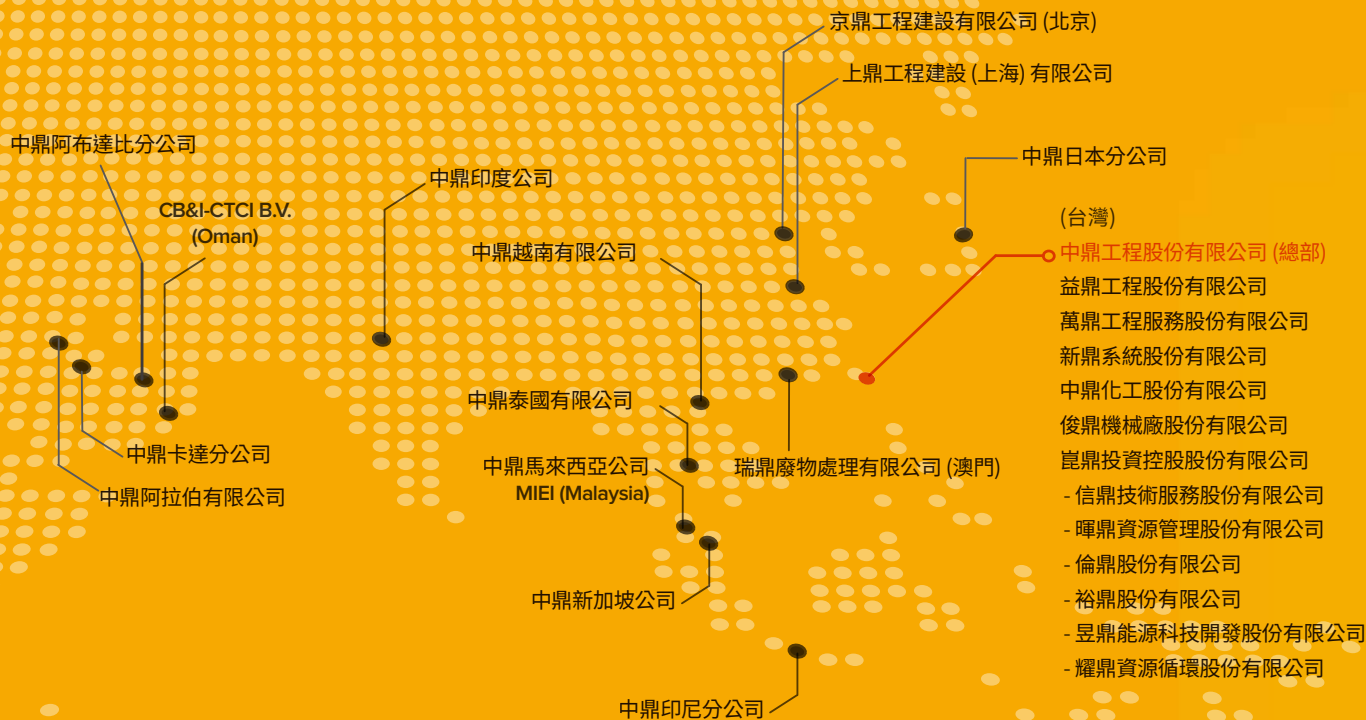 京鼎工程建設有限公司 (北京)
上鼎工程建設 (上海) 有限公司
中鼎阿布達比分公司
中鼎日本分公司
中鼎印度公司
CB&I-CTCI B.V.
(Oman)
中鼎越南有限公司
(台灣)
中鼎工程股份有限公司 (總部)
益鼎工程股份有限公司
萬鼎工程服務股份有限公司
新鼎系統股份有限公司
中鼎化工股份有限公司
俊鼎機械廠股份有限公司
崑鼎投資控股股份有限公司
- 信鼎技術服務股份有限公司
- 暉鼎資源管理股份有限公司
- 倫鼎股份有限公司
- 裕鼎股份有限公司
- 昱鼎能源科技開發股份有限公司
- 耀鼎資源循環股份有限公司
中鼎泰國有限公司
中鼎卡達分公司
中鼎馬來西亞公司
MIEI (Malaysia)
瑞鼎廢物處理有限公司 (澳門)
中鼎阿拉伯有限公司
中鼎新加坡公司
中鼎印尼分公司